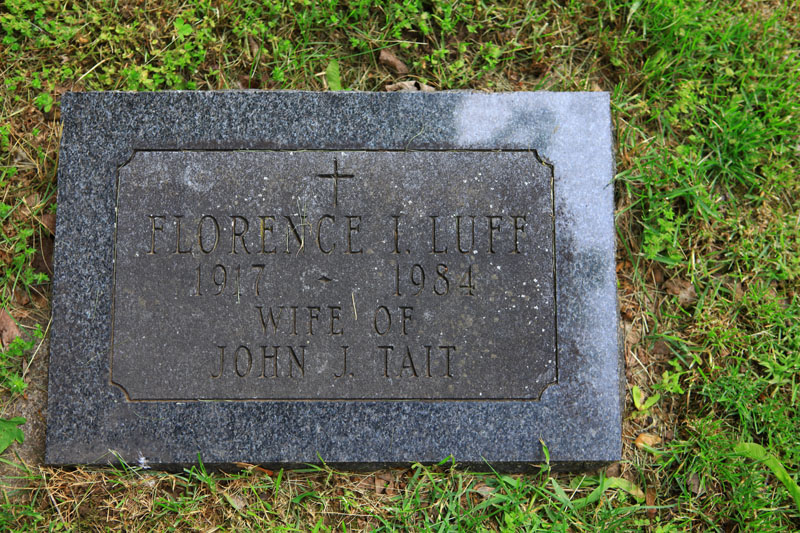 FLORENCE I. LUFF
1917 - 1984
WIFE OF
JOHN J. TAIT